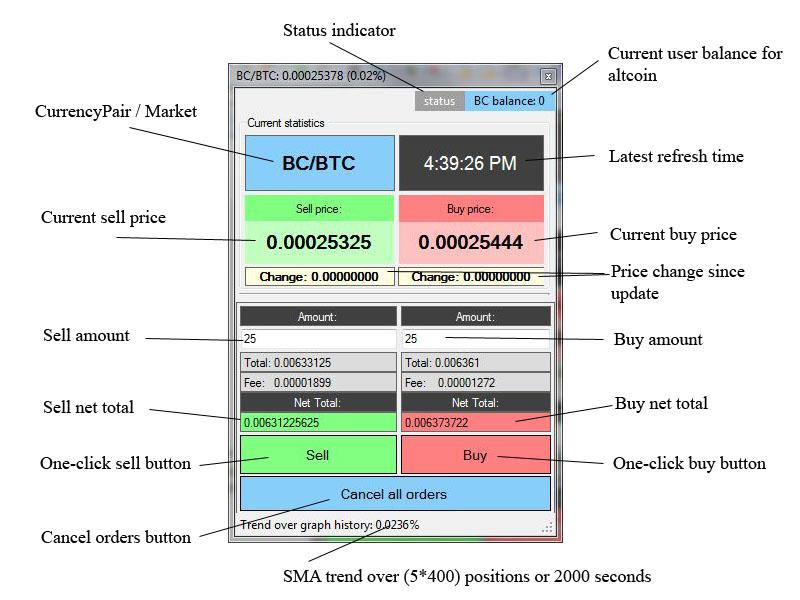 Status indicator
Current user balance for
altcoin
BC/BTC: 0.00025378 (0.02%)
status
BC balance: 0
CurrencyPair / Market
Current statistics
BC/BTC
4:39:26 PM
Latest refresh time
Current sell price
Sell price:
Buy price:
0.00025325
0.00025444
Current buy price
Change: 0.00000000
Change: 0.00000000
Price change since
update
Amount:
Amount:
Sell amount
25
25
Buy amount
Total: 0.00633125
Total: 0.006361
Fee: 0.00001899
Fee: 0.00001272
Sell net total
Net Total:
Net Total:
Buy net total
0.00631225625
0.006373722
One-click sell button
Sell
Buy
One-click buy button
Cancel all orders
Cancel orders button
Trend over graph history: 0.0236%
SMA trend over (5*400) positions or 2000 seconds